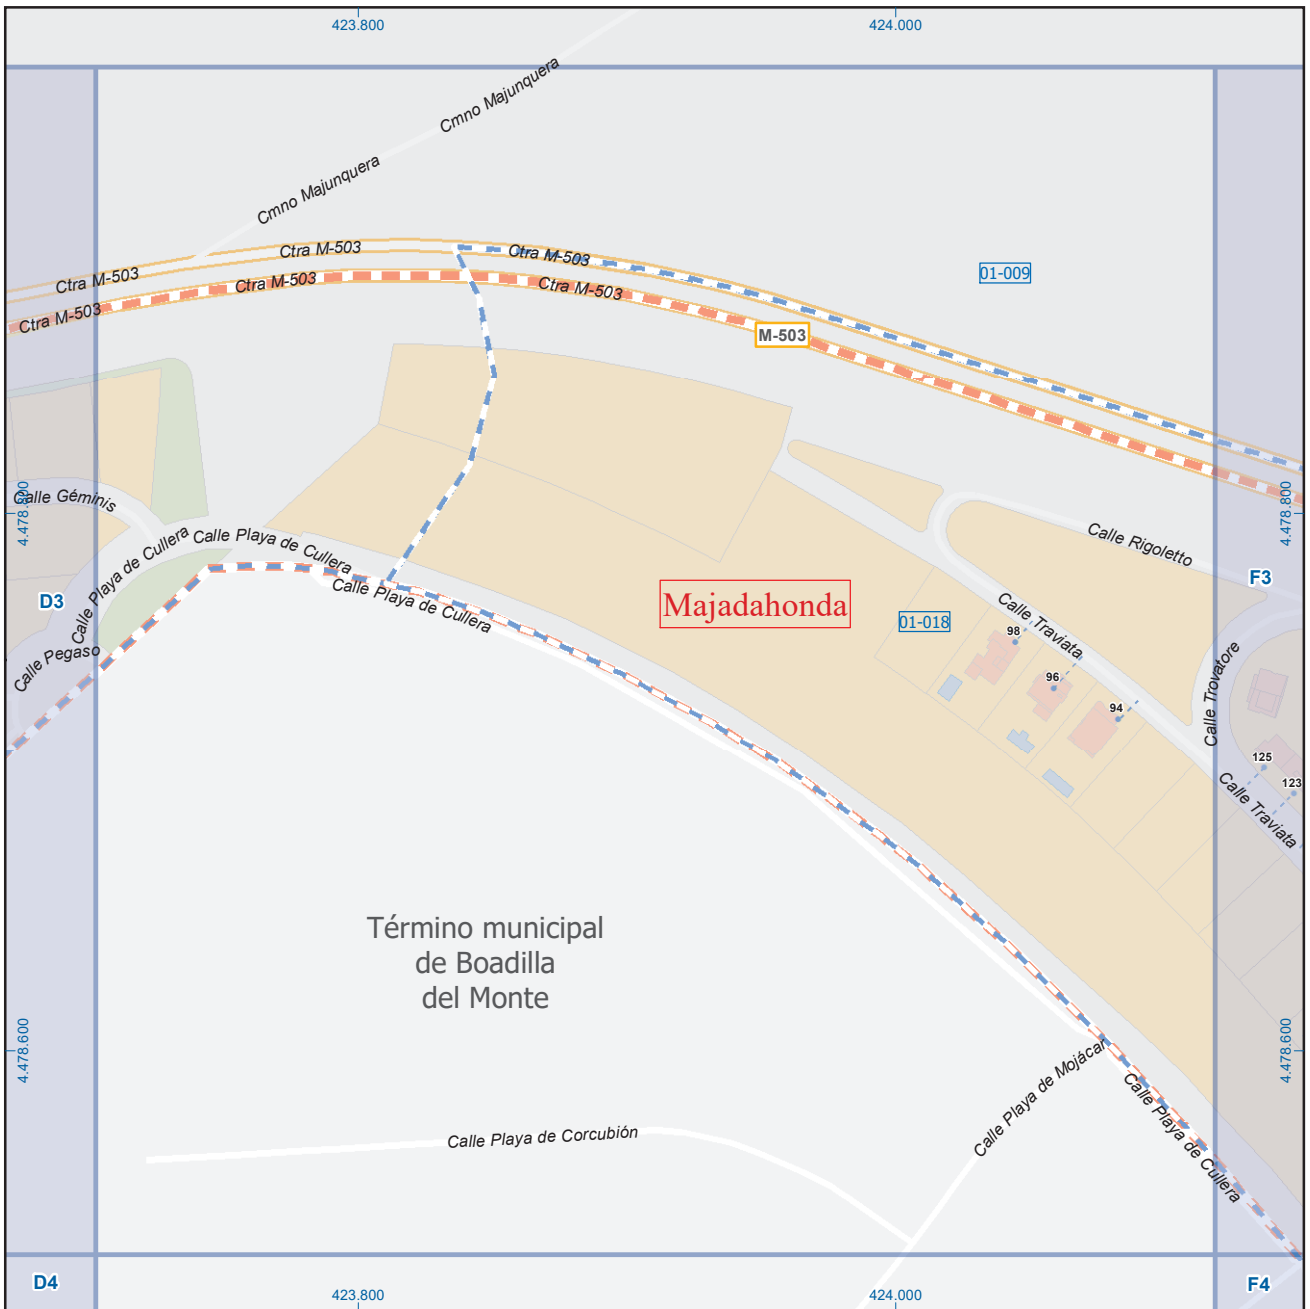 423.800
424.000
Cmno Majunquera
Cmno Majunquera
Ctra M-503
Ctra M-503
Ctra M-503
Ctra M-503
Ctra M-503
Ctra M-503
01-009
M-503
4.478.800
4.478.800
Calle Géminis
Calle Playa de Cullera
Calle Playa de Cullera
Calle Rigoletto
F3
D3
Calle Playa de Cullera
Majadahonda
Calle Traviata
01-018
98
Calle Pegaso
96
Calle Trovatore
94
125
123
Calle Traviata
Término municipal
de Boadilla
del Monte
4.478.600
4.478.600
Calle Playa de Mojácar
Calle Playa de Cullera
Calle Playa de Corcubión
D4
F4
423.800
424.000